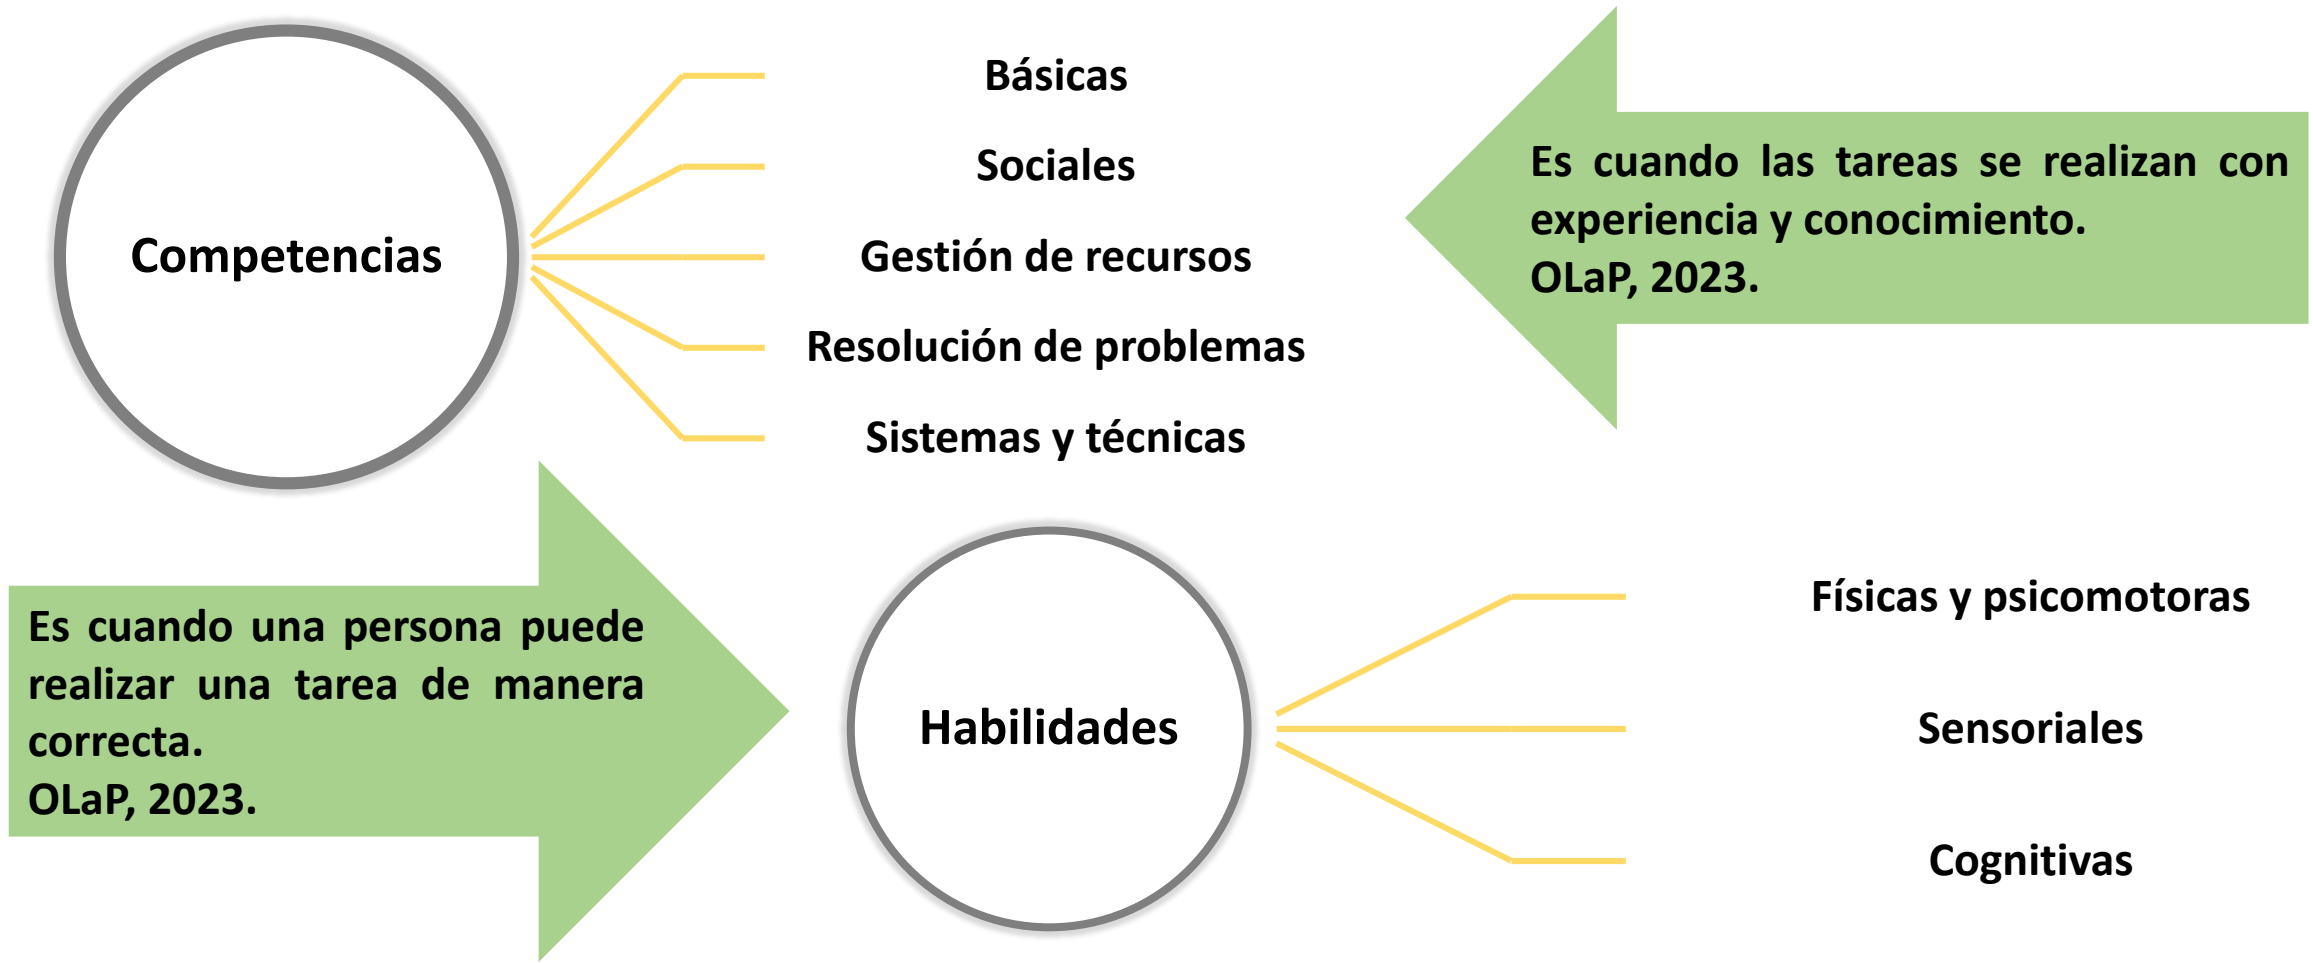 Competencias
Básicas
Sociales
Gestión de recursos
Resolución de problemas
Sistemas y técnicas
Es cuando las tareas se realizan con
experiencia y conocimiento.
OLaP, 2023.
Es cuando una persona puede
realizar una tarea de manera
correcta.
OLaP, 2023.
Habilidades
Físicas y psicomotoras
Sensoriales
Cognitivas